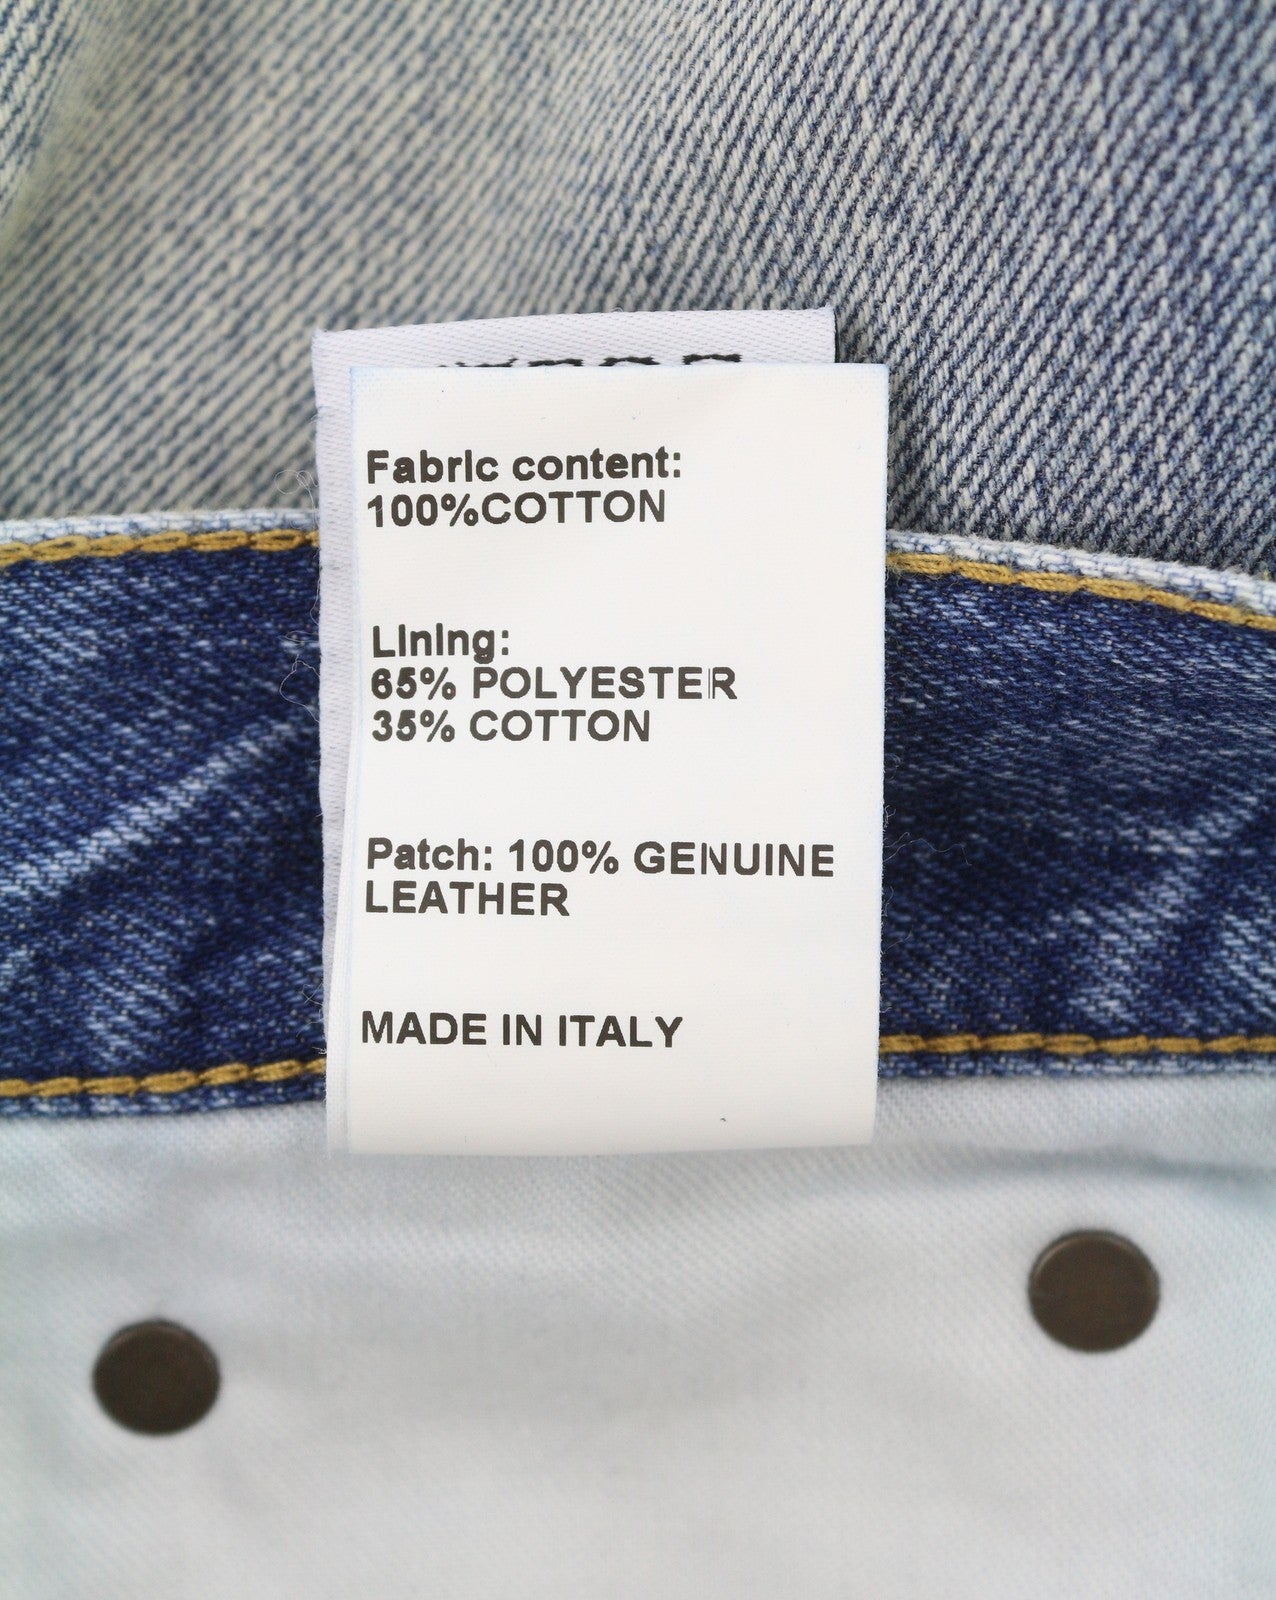 Fabric content:
100%COTTON
Lining:
65% POLYESTER
35% COTTON
Patch: 100% GENUINE
LEATHER
MADE IN ITALY